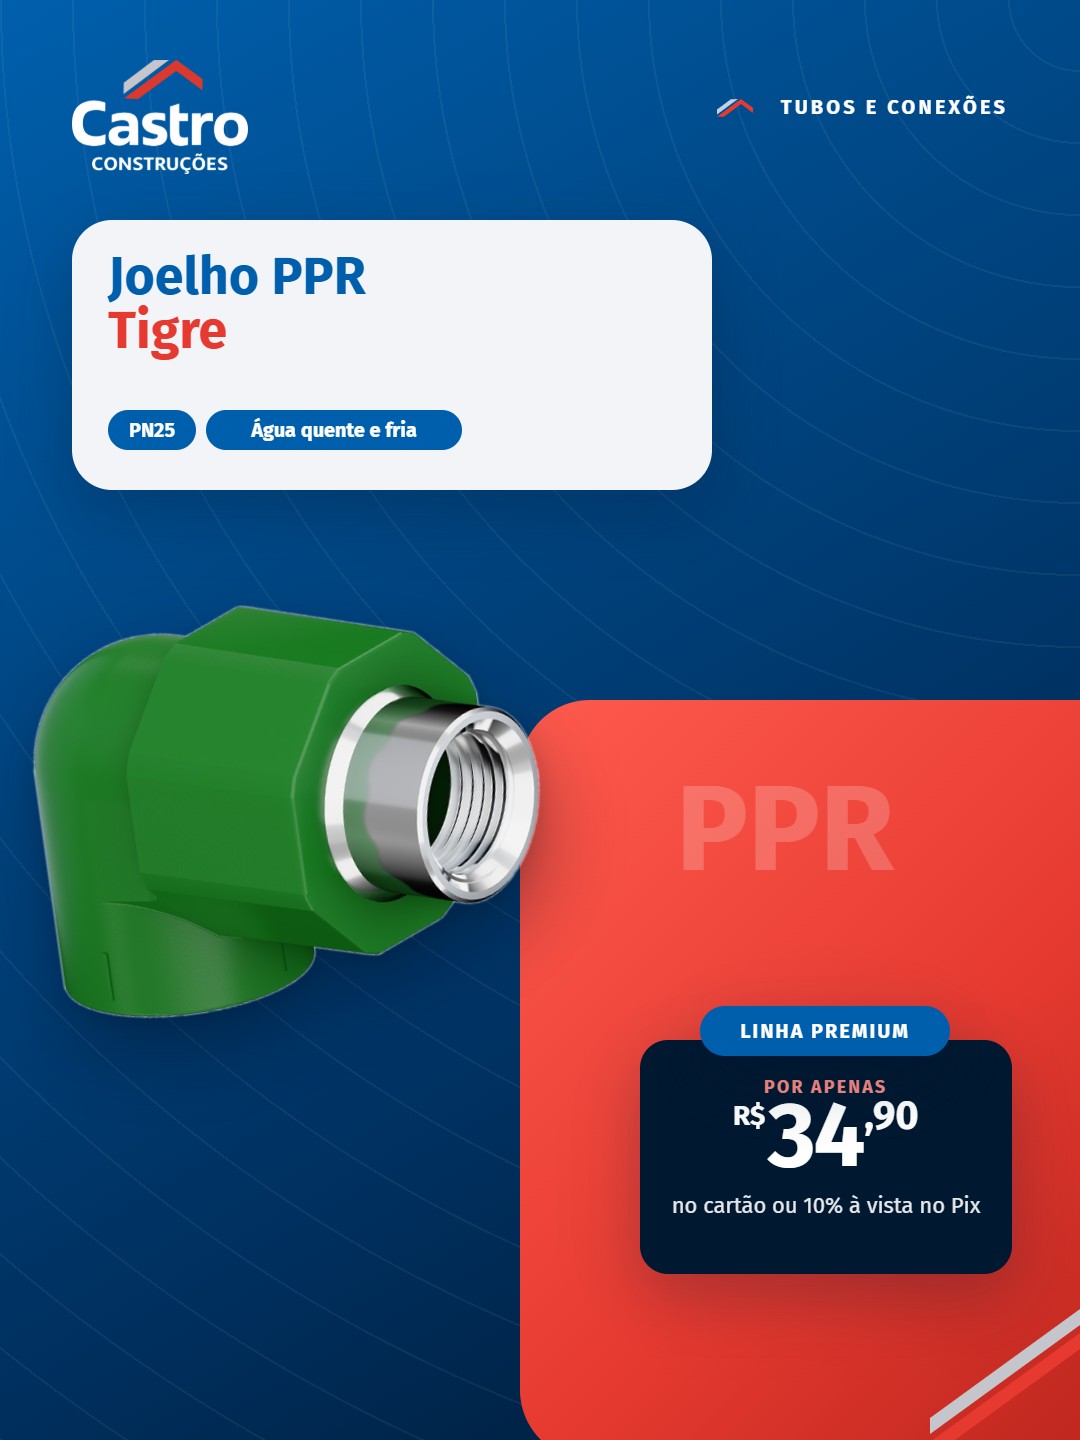 Castro
CONSTRUÇÕES
TUBOS E CONEXÕES
Joelho PPR
Tigre
PN25
Água quente e fria
PPR
LINHA PREMIUM
POR APENAS
R$34,90
no cartão ou 10% à vista no Pix